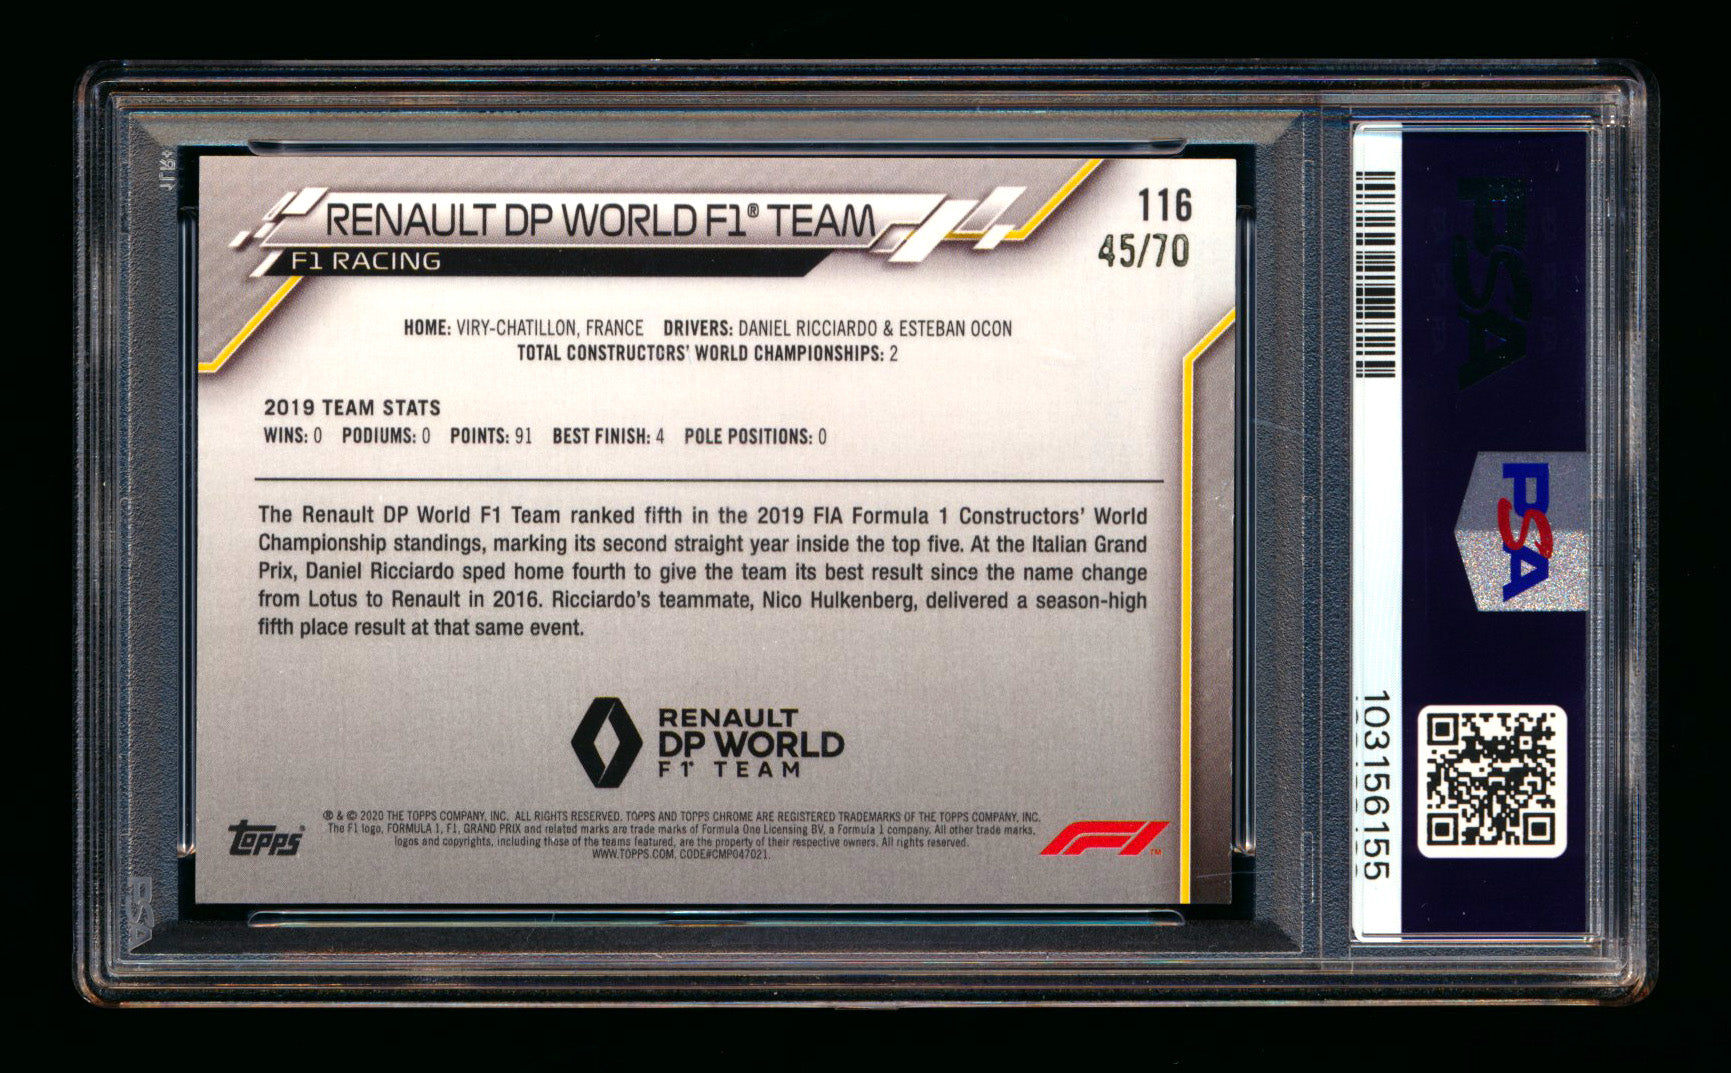 RENAULT DP WORLD F1® TEAM
F1 RACING
116
45/70
HOME: VIRY-CHATILLON, FRANCE DRIVERS: DANIEL RICCIARDO & ESTEBAN OCON
TOTAL CONSTRUCTORS' WORLD CHAMPIONSHIPS: 2
2019 TEAM STATS
WINS: 0 PODIUMS: 0 POINTS: 91 BEST FINISH: 4 POLE POSITIONS: 0
The Renault DP World F1 Team ranked fifth in the 2019 FIA Formula 1 Constructors' World
Championship standings, marking its second straight year inside the top five. At the Italian Grand
Prix, Daniel Ricciardo sped home fourth to give the team its best result since the name change
from Lotus to Renault in 2016. Ricciardo's teammate, Nico Hulkenberg, delivered a season-high
fifth place result at that same event.
RENAULT
DP WORLD
F1® TEAM
Topps®
® & © 2020 THE TOPPS COMPANY, INC. ALL RIGHTS RESERVED. TOPPS AND TOPPS CHROME ARE REGISTERED TRADEMARKS OF THE TOPPS COMPANY, INC.
The F1 logo, FORMULA 1, F1, GRAND PRIX and related marks are trade marks of Formula One Licensing BV, a Formula 1 company. All other trade marks,
logos and copyrights, including those of the teams featured, are the property of their respective owners. All rights reserved.
WWW.TOPPS.COM, CODE#CMP047021.
F1™
PSA
PSA
103156155
PSA